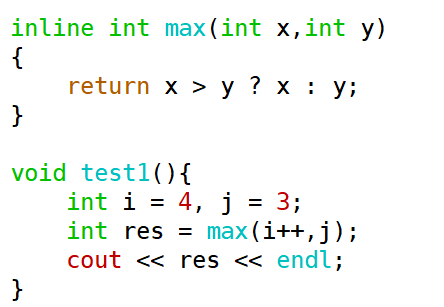 inline int max(int x,int y)
{
    return x > y ? x : y;
}

void test1(){
    int i = 4, j = 3;
    int res = max(i++,j);
    cout << res << endl;
}